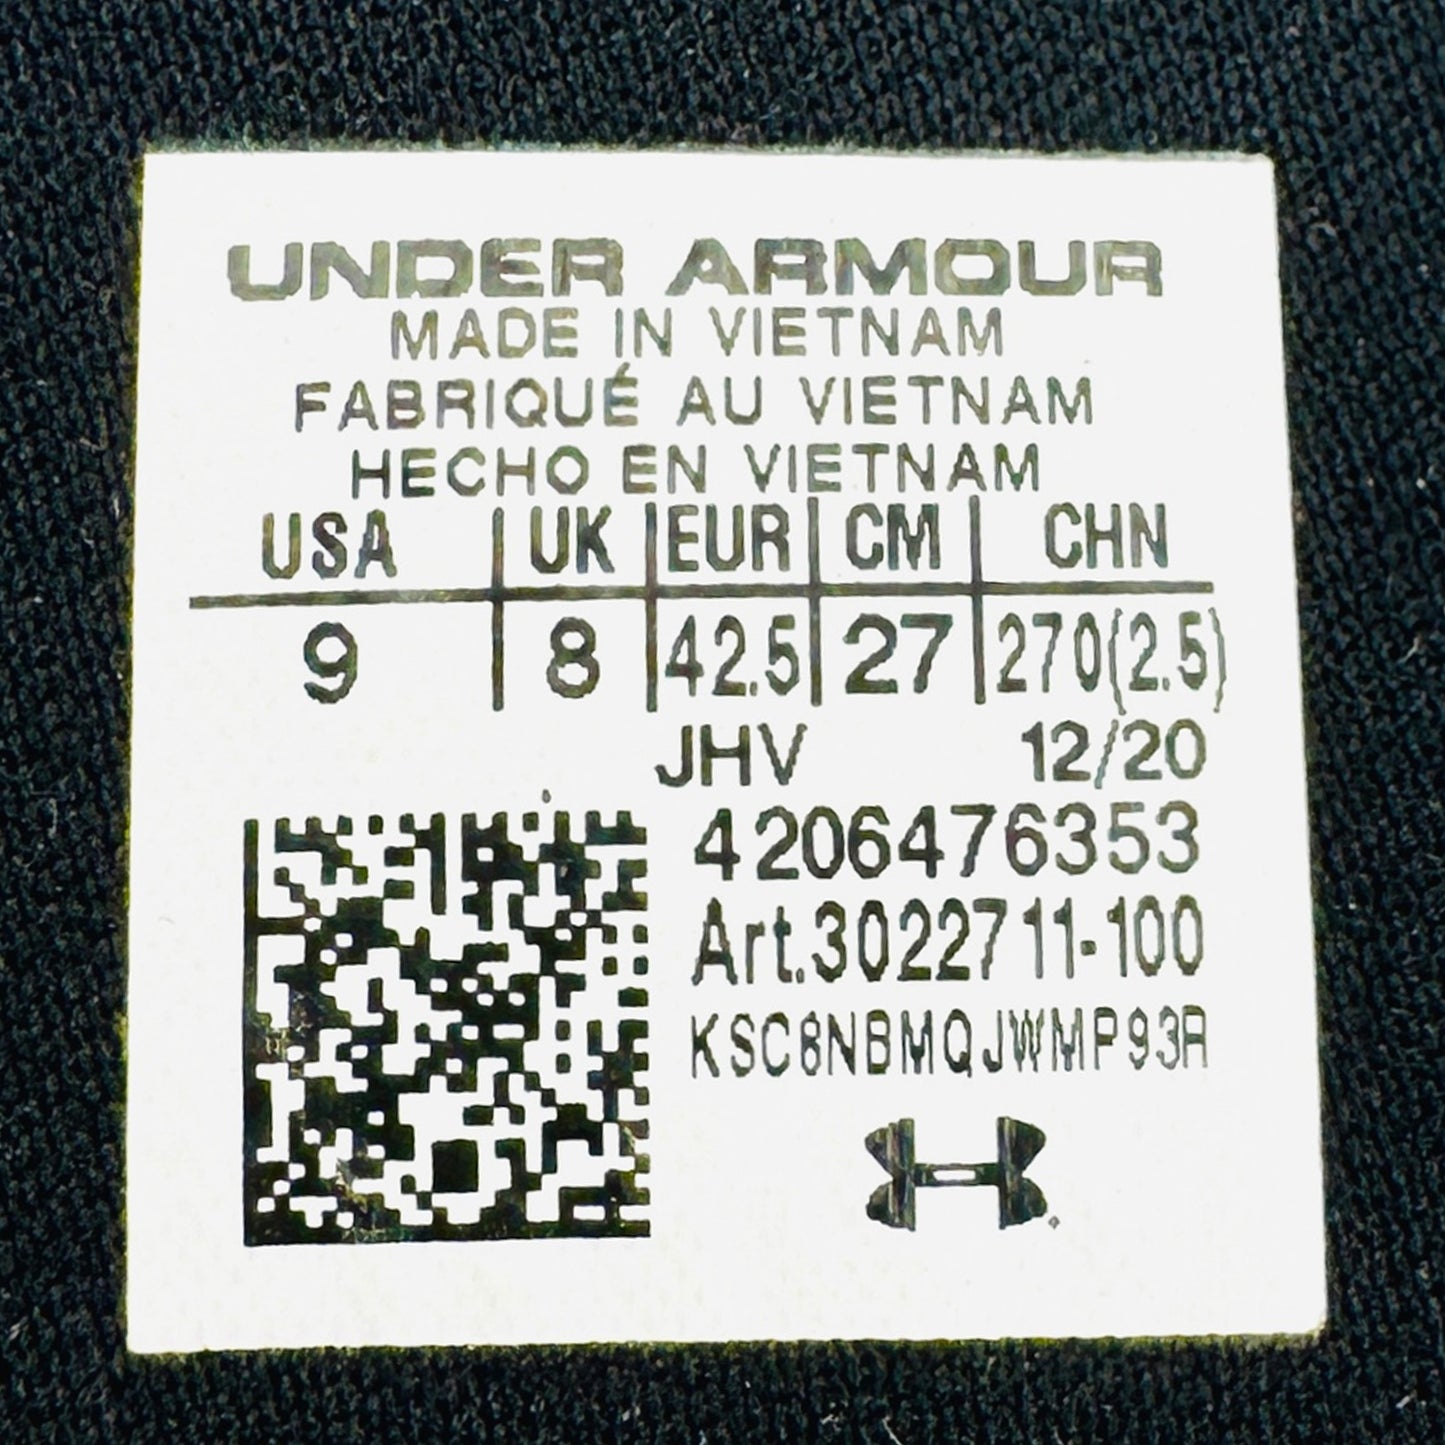 UNDER ARMOUR
MADE IN VIETNAM
FABRIQUÉ AU VIETNAM
HECHO EN VIETNAM
USA UK EUR CM CHN
9 8 42.5 27 270(2.5)
JHV 12/20
4206476353
Art.3022711-100
KSC8NBMQJWMP93R